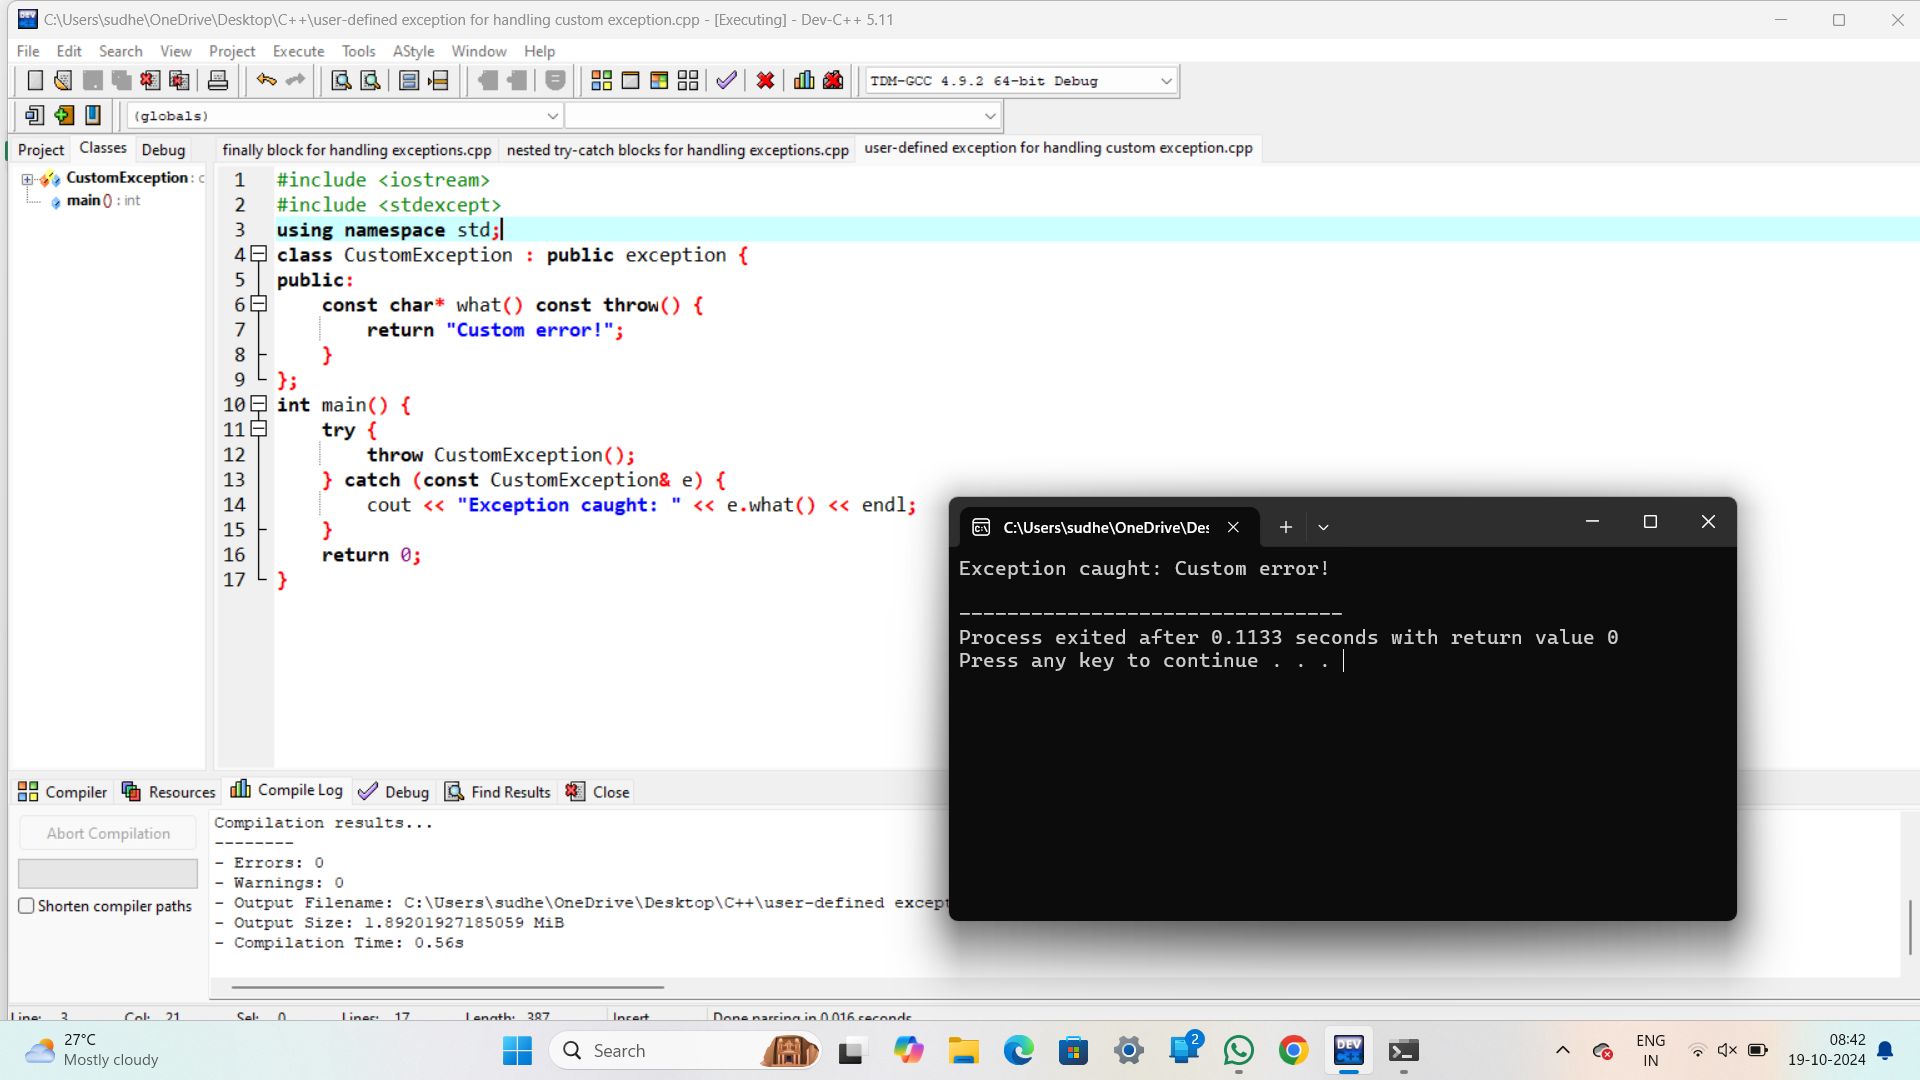 C:\Users\sudhe\OneDrive\Desktop\C++\user-defined exception for handling custom exception.cpp - [Executing] - Dev-C++ 5.11
File Edit Search View Project Execute Tools AStyle Window Help
TDM-GCC 4.9.2 64-bit Debug
(globals)
Project Classes Debug
finally block for handling exceptions.cpp nested try-catch blocks for handling exceptions.cpp user-defined exception for handling custom exception.cpp
CustomException : c
main () : int
1 #include <iostream>
2 #include <stdexcept>
3 using namespace std;
4 class CustomException : public exception {
5 public:
6 const char* what() const throw() {
7 return "Custom error!";
8 }
9 };
10 int main() {
11 try {
12 throw CustomException();
13 } catch (const CustomException& e) {
14 cout << "Exception caught: " << e.what() << endl;
15 }
16 return 0;
17 }
C:\Users\sudhe\OneDrive\Des
Exception caught: Custom error!
--------------------------------
Process exited after 0.1133 seconds with return value 0
Press any key to continue . . .
Compiler Resources Compile Log Debug Find Results Close
Abort Compilation
Shorten compiler paths
Compilation results...
--------
- Errors: 0
- Warnings: 0
- Output Filename: C:\Users\sudhe\OneDrive\Desktop\C++\user-defined except
- Output Size: 1.89201927185059 MiB
- Compilation Time: 0.56s
Line: 3 Col: 21 Sel: 0 Lines: 17 Length: 387 Insert Done parsing in 0.016 seconds
27°C
Mostly cloudy
Search
DEV C++
2
ENG
IN
08:42
19-10-2024